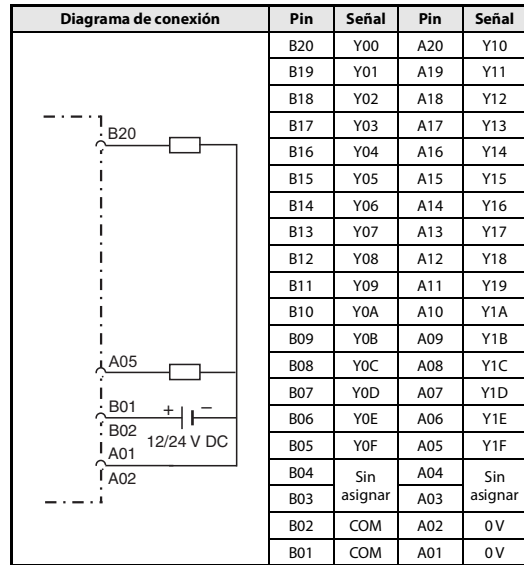 Diagrama de conexión Pin Señal Pin Señal
B20 Y00 A20 Y10
B19 Y01 A19 Y11
B18 Y02 A18 Y12
B17 Y03 A17 Y13
B16 Y04 A16 Y14
B15 Y05 A15 Y15
B14 Y06 A14 Y16
B13 Y07 A13 Y17
B12 Y08 A12 Y18
B11 Y09 A11 Y19
B10 Y0A A10 Y1A
B09 Y0B A09 Y1B
B08 Y0C A08 Y1C
B07 Y0D A07 Y1D
B06 Y0E A06 Y1E
B05 Y0F A05 Y1F
B04 Sin asignar A04 Sin asignar
B03 A03
B02 COM A02 0 V
B01 COM A01 0 V
B20
A05
B01 + –
B02 12/24 V DC
A01
A02